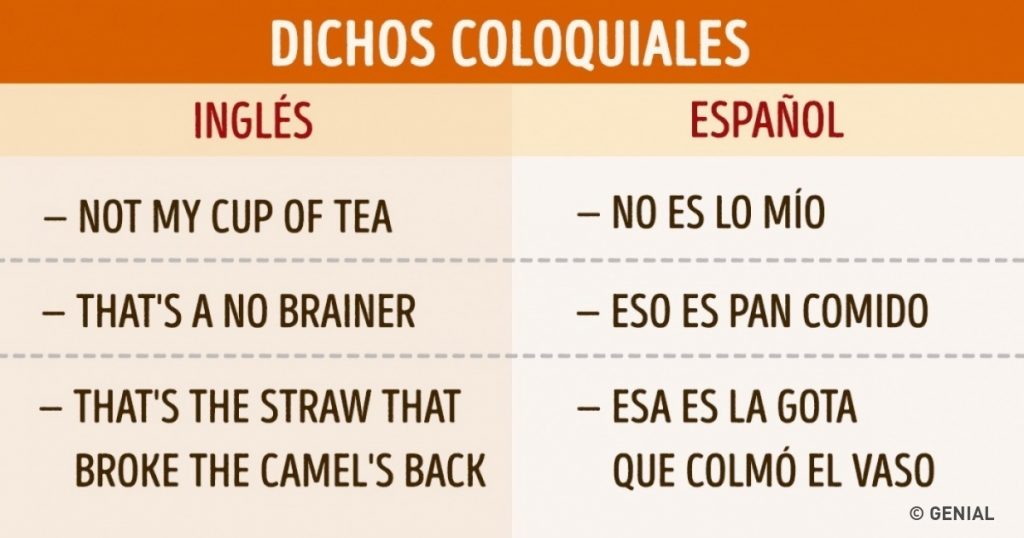 DICHOS COLOQUIALES
INGLÉS
ESPAÑOL
– NOT MY CUP OF TEA
– NO ES LO MÍO
– THAT'S A NO BRAINER
– ESO ES PAN COMIDO
– THAT'S THE STRAW THAT
BROKE THE CAMEL'S BACK
– ESA ES LA GOTA
QUE COLMÓ EL VASO
© GENIAL